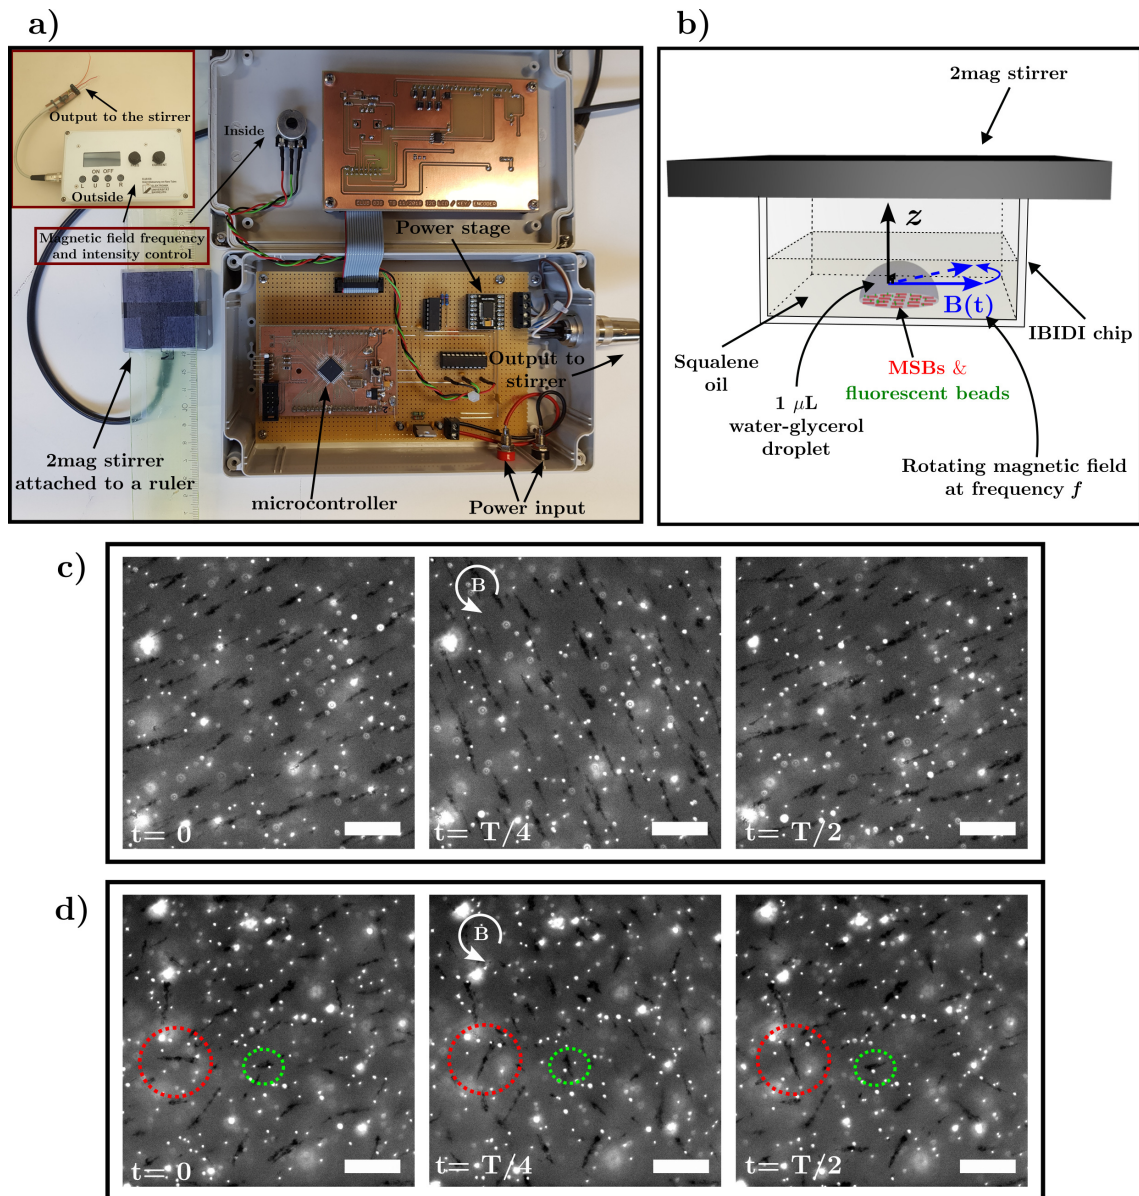 a)
Output to the stirrer
ON OFF
L U D R
Outside
Inside
Magnetic field frequency
and intensity control
Power stage
Output to
stirrer
2mag stirrer
attached to a ruler
microcontroller
Power input
b)
2mag stirrer
z
B(t)
IBIDI chip
Squalene
oil
MSBs &
fluorescent beads
1 μL
water-glycerol
droplet
Rotating magnetic field
at frequency f
c)
t= 0
B
t= T/4
t= T/2
d)
t= 0
B
t= T/4
t= T/2